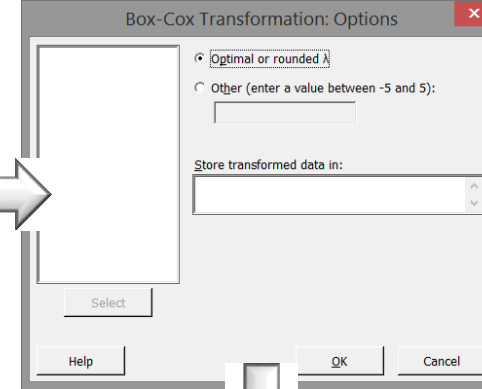 Box-Cox Transformation: Options
Optimal or rounded λ
Other (enter a value between -5 and 5):
Store transformed data in:
Select
Help
OK
Cancel